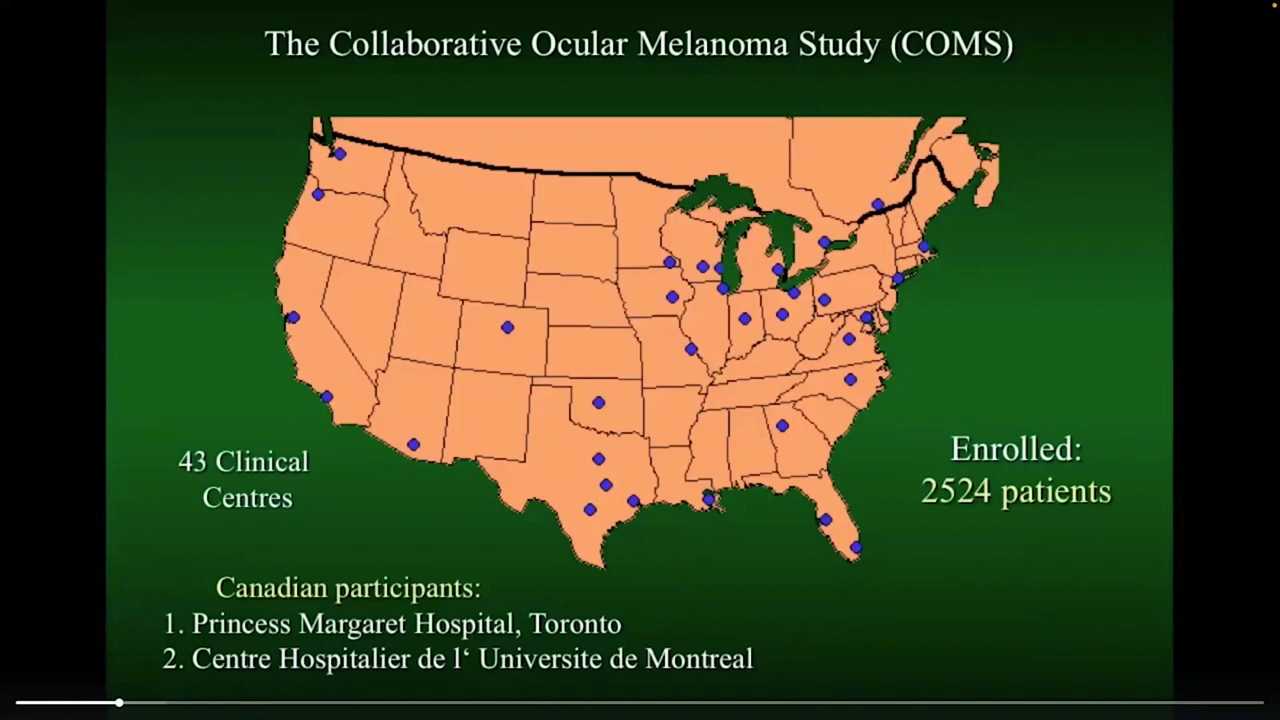 The Collaborative Ocular Melanoma Study (COMS)
43 Clinical
Centres
Enrolled:
2524 patients
Canadian participants:
1. Princess Margaret Hospital, Toronto
2. Centre Hospitalier de l‘ Universite de Montreal